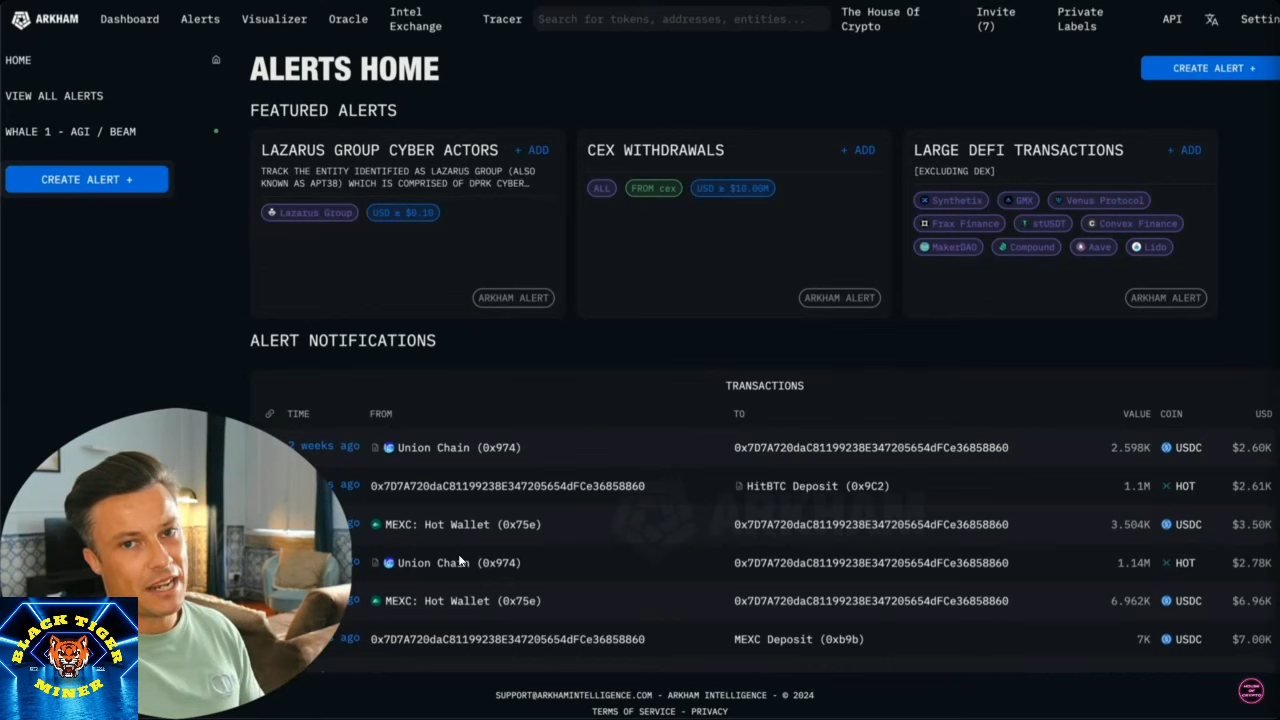 ARKHAM
Dashboard
Alerts
Visualizer
Oracle
Intel
Exchange
Tracer
Search for tokens, addresses, entities...
The House Of
Crypto
Invite
(7)
Private
Labels
API
Settin
HOME
VIEW ALL ALERTS
WHALE 1 - AGI / BEAM
CREATE ALERT +
ALERTS HOME
CREATE ALERT +
FEATURED ALERTS
LAZARUS GROUP CYBER ACTORS + ADD
TRACK THE ENTITY IDENTIFIED AS LAZARUS GROUP (ALSO
KNOWN AS APT38) WHICH IS COMPRISED OF DPRK CYBER…
Lazarus Group USD ≥ $0.10
ARKHAM ALERT
CEX WITHDRAWALS + ADD
ALL FROM cex USD ≥ $10.00M
ARKHAM ALERT
LARGE DEFI TRANSACTIONS + ADD
[EXCLUDING DEX]
Synthetix GMX Venus Protocol
Frax Finance stUSDT Convex Finance
MakerDAO Compound Aave Lido
ARKHAM ALERT
ALERT NOTIFICATIONS
TRANSACTIONS
TIME FROM TO VALUE COIN USD
2 weeks ago Union Chain (0x974) 0x7D7A720daC81199238E347205654dFCe36858860 2.598K USDC $2.60K
s ago 0x7D7A720daC81199238E347205654dFCe36858860 HitBTC Deposit (0x9C2) 1.1M HOT $2.61K
go MEXC: Hot Wallet (0x75e) 0x7D7A720daC81199238E347205654dFCe36858860 3.504K USDC $3.50K
o Union Chain (0x974) 0x7D7A720daC81199238E347205654dFCe36858860 1.14M HOT $2.78K
go MEXC: Hot Wallet (0x75e) 0x7D7A720daC81199238E347205654dFCe36858860 6.962K USDC $6.96K
ago 0x7D7A720daC81199238E347205654dFCe36858860 MEXC Deposit (0xb9b) 7K USDC $7.00K
ARKHAM
BLACK TIGER
MINER
SUPPORT@ARKHAMINTELLIGENCE.COM - ARKHAM INTELLIGENCE - © 2024
TERMS OF SERVICE - PRIVACY
HOUSE
OF
CRYPTO